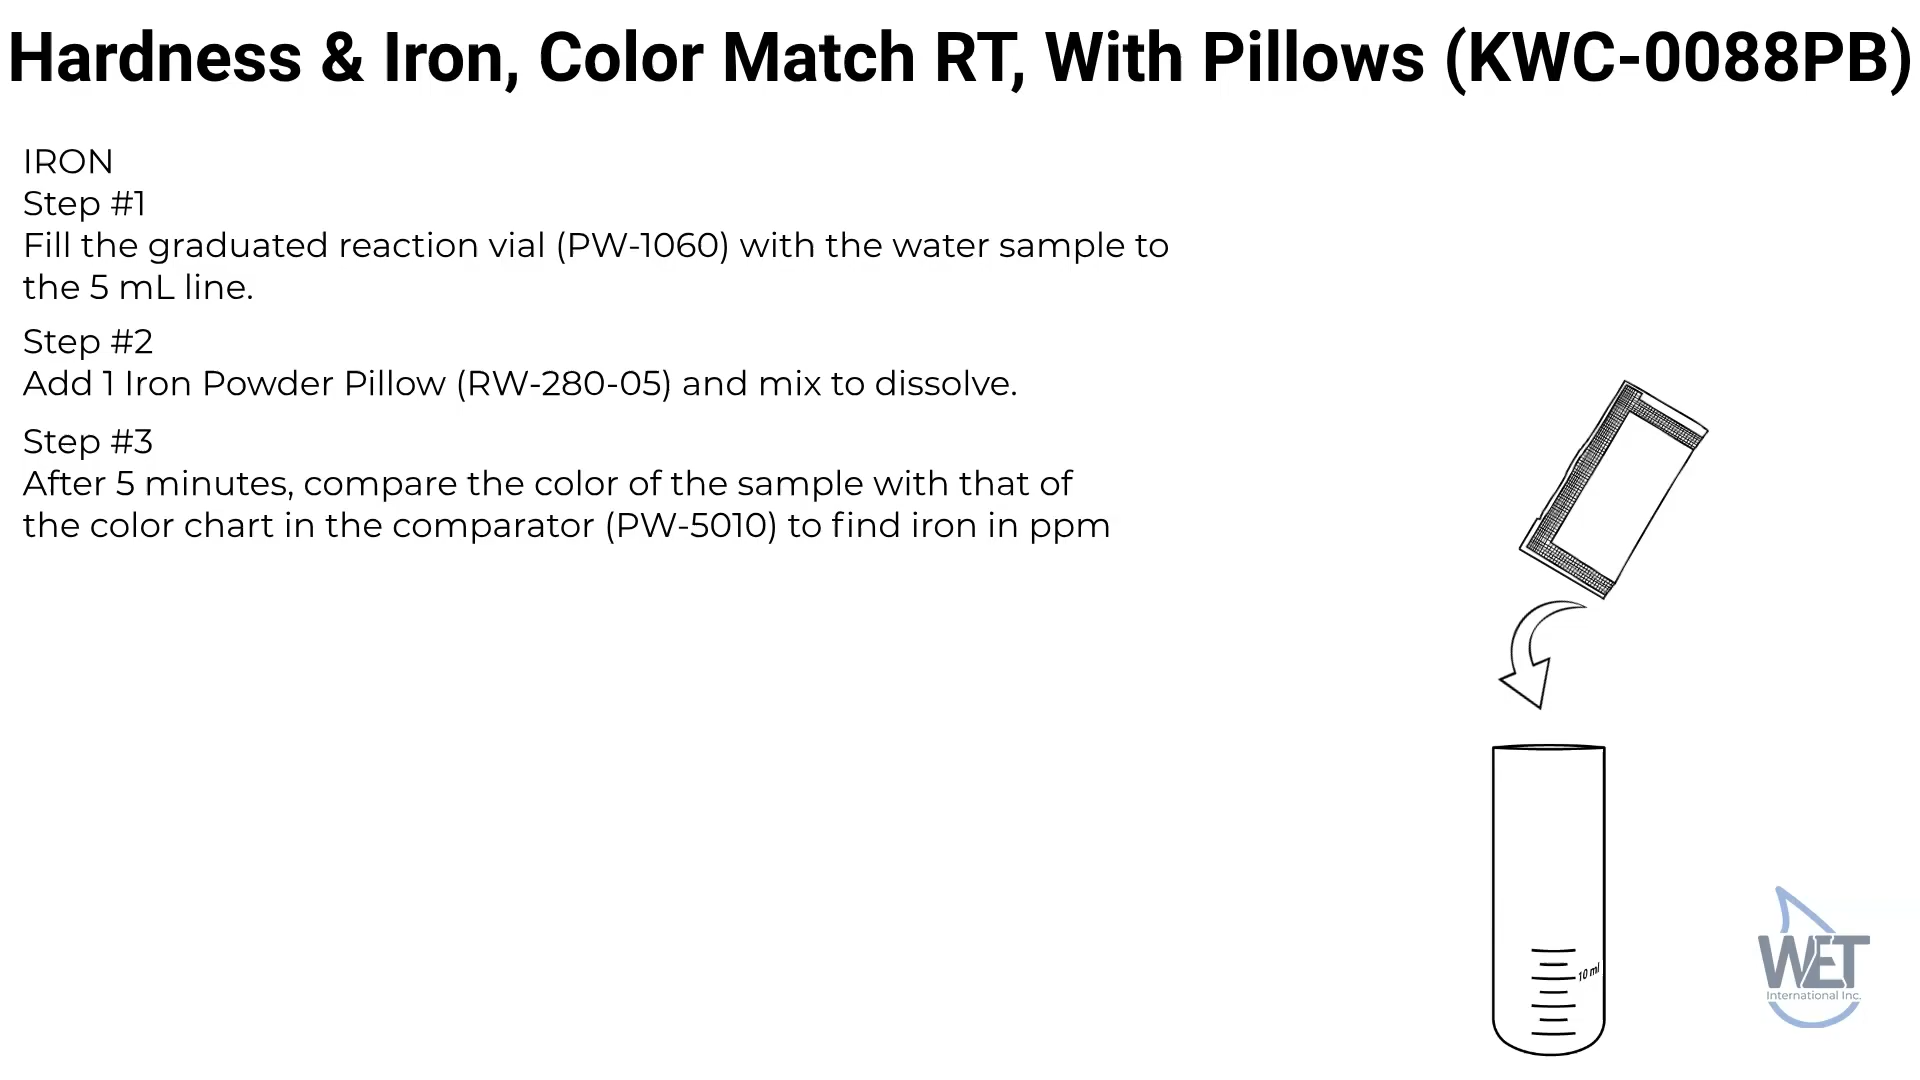 Hardness & Iron, Color Match RT, With Pillows (KWC-0088PB)
IRON
Step #1
Fill the graduated reaction vial (PW-1060) with the water sample to
the 5 mL line.
Step #2
Add 1 Iron Powder Pillow (RW-280-05) and mix to dissolve.
Step #3
After 5 minutes, compare the color of the sample with that of
the color chart in the comparator (PW-5010) to find iron in ppm
10 ml
WET
International Inc.